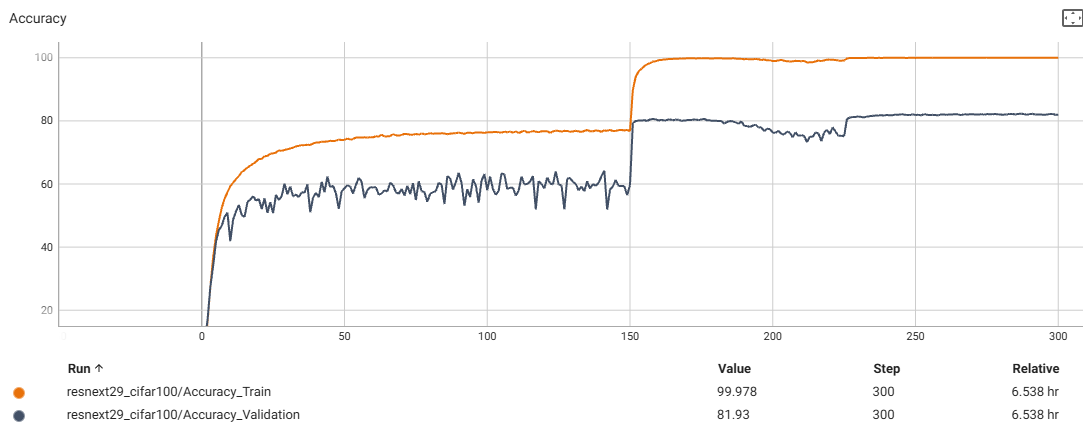 Accuracy
100
80
60
40
20
0 50 100 150 200 250 300
Run ↑ Value Step Relative
resnext29_cifar100/Accuracy_Train 99.978 300 6.538 hr
resnext29_cifar100/Accuracy_Validation 81.93 300 6.538 hr